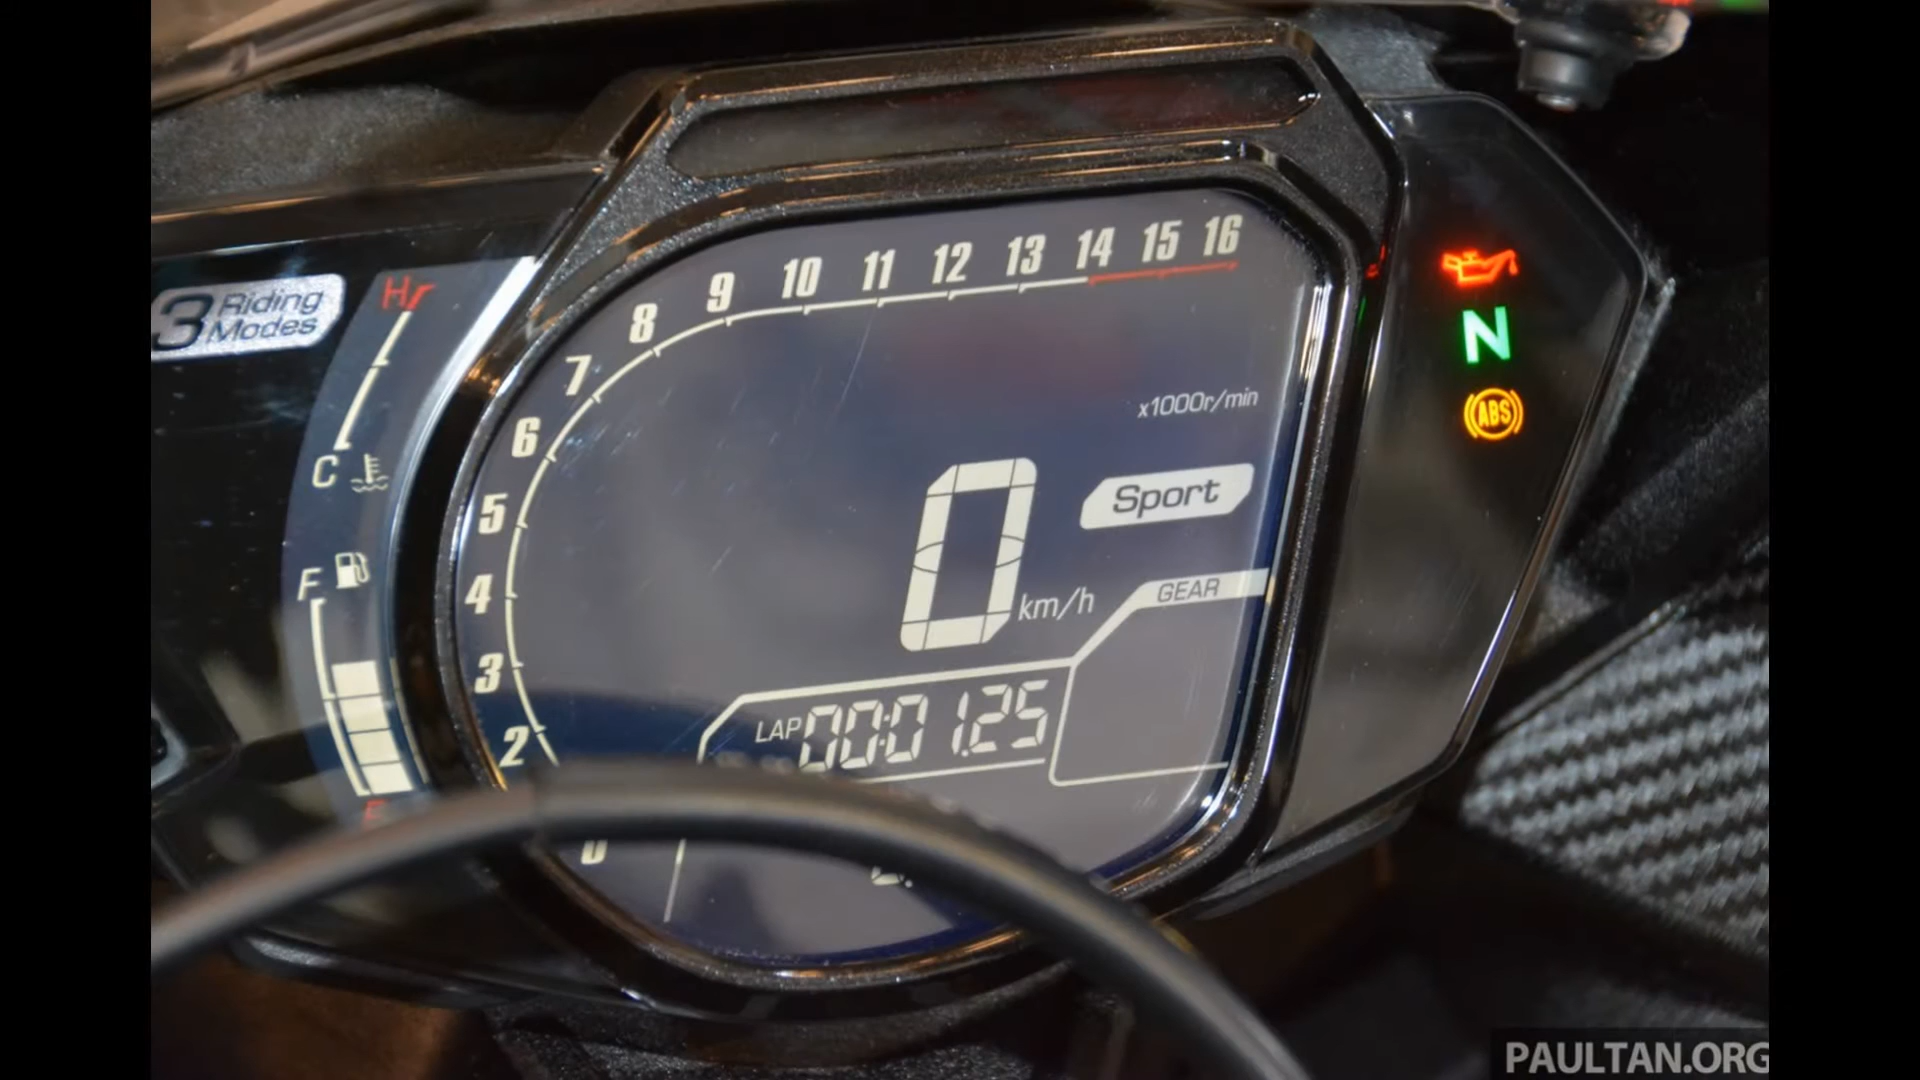 3 Riding
Modes
H
C
F
E
16
15
14
13
12
11
10
9
8
7
6
5
4
3
2
0
x1000r/min
Sport
0 km/h
GEAR
LAP 00:01.25
N
ABS
PAULTAN.ORG